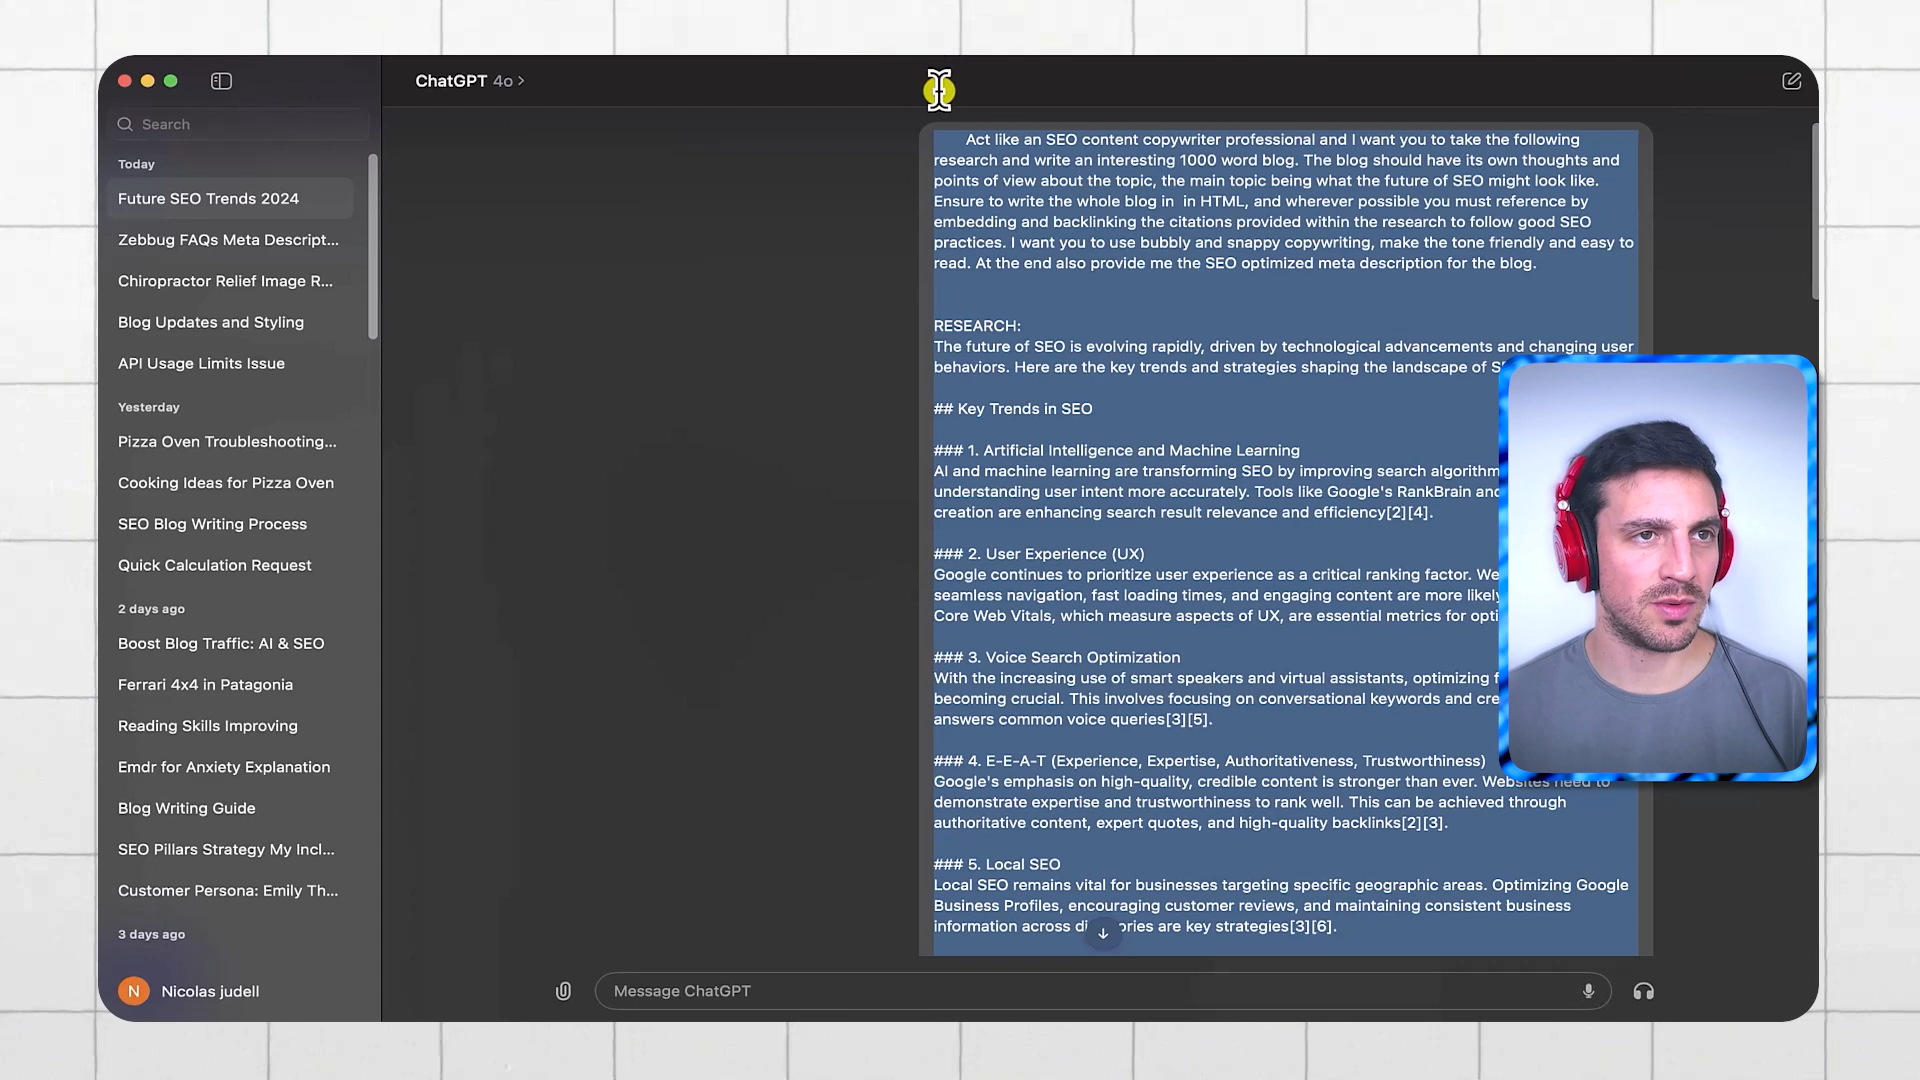 ChatGPT 4o >
Search
Today
Future SEO Trends 2024
Zebbug FAQs Meta Descript...
Chiropractor Relief Image R...
Blog Updates and Styling
API Usage Limits Issue
Yesterday
Pizza Oven Troubleshooting...
Cooking Ideas for Pizza Oven
SEO Blog Writing Process
Quick Calculation Request
2 days ago
Boost Blog Traffic: AI & SEO
Ferrari 4x4 in Patagonia
Reading Skills Improving
Emdr for Anxiety Explanation
Blog Writing Guide
SEO Pillars Strategy My Incl...
Customer Persona: Emily Th...
3 days ago
N Nicolas judell
Act like an SEO content copywriter professional and I want you to take the following
research and write an interesting 1000 word blog. The blog should have its own thoughts and
points of view about the topic, the main topic being what the future of SEO might look like.
Ensure to write the whole blog in  in HTML, and wherever possible you must reference by
embedding and backlinking the citations provided within the research to follow good SEO
practices. I want you to use bubbly and snappy copywriting, make the tone friendly and easy to
read. At the end also provide me the SEO optimized meta description for the blog.
RESEARCH:
The future of SEO is evolving rapidly, driven by technological advancements and changing user
behaviors. Here are the key trends and strategies shaping the landscape of
## Key Trends in SEO
### 1. Artificial Intelligence and Machine Learning
AI and machine learning are transforming SEO by improving search algorithm
understanding user intent more accurately. Tools like Google's RankBrain and
creation are enhancing search result relevance and efficiency[2][4].
### 2. User Experience (UX)
Google continues to prioritize user experience as a critical ranking factor. We
seamless navigation, fast loading times, and engaging content are more likely
Core Web Vitals, which measure aspects of UX, are essential metrics for opti
### 3. Voice Search Optimization
With the increasing use of smart speakers and virtual assistants, optimizing f
becoming crucial. This involves focusing on conversational keywords and cre
answers common voice queries[3][5].
### 4. E-E-A-T (Experience, Expertise, Authoritativeness, Trustworthiness)
Google's emphasis on high-quality, credible content is stronger than ever. Websites need to
demonstrate expertise and trustworthiness to rank well. This can be achieved through
authoritative content, expert quotes, and high-quality backlinks[2][3].
### 5. Local SEO
Local SEO remains vital for businesses targeting specific geographic areas. Optimizing Google
Business Profiles, encouraging customer reviews, and maintaining consistent business
information across di ories are key strategies[3][6].
Message ChatGPT